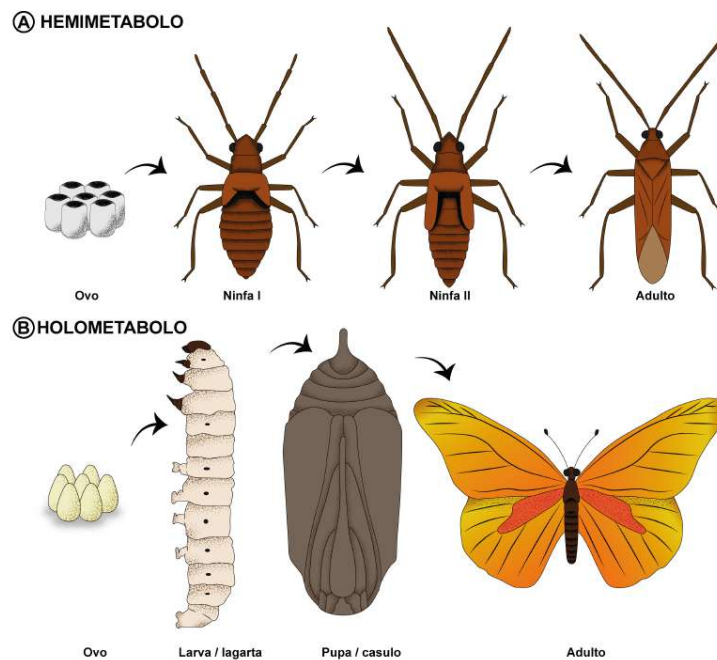 A HEMIMETABOLO
Ovo
Ninfa I
Ninfa II
Adulto
B HOLOMETABOLO
Ovo
Larva / lagarta
Pupa / casulo
Adulto